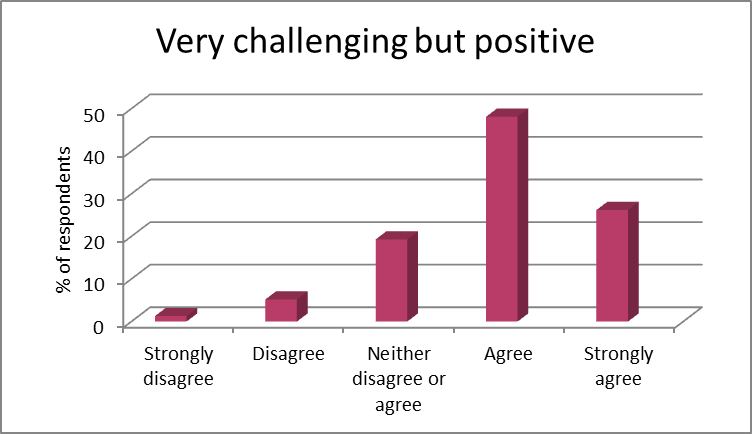 Very challenging but positive
% of respondents
50
40
30
20
10
0
Strongly
disagree
Disagree
Neither
disagree or
agree
Agree
Strongly
agree